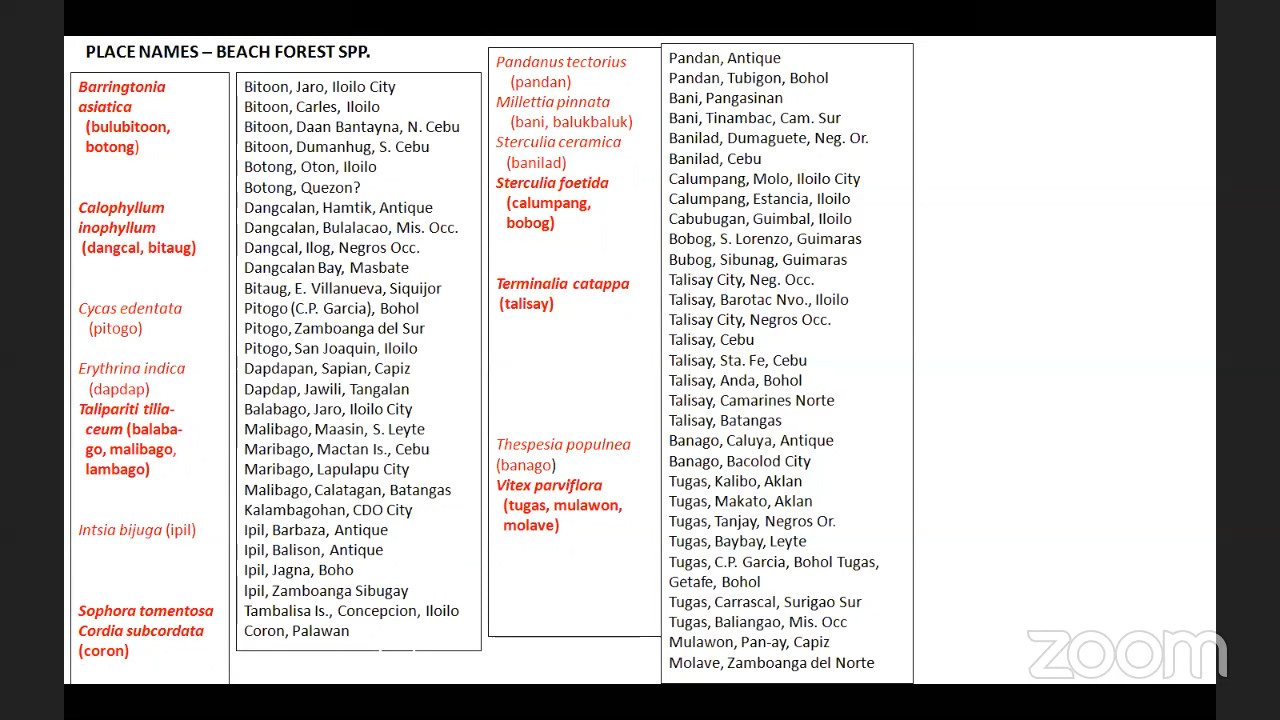 PLACE NAMES – BEACH FOREST SPP.
Barringtonia
asiatica
(bulubitoon,
botong)
Calophyllum
inophyllum
(dangcal, bitaug)
Cycas edentata
(pitogo)
Erythrina indica
(dapdap)
Talipariti tilia-
ceum (balaba-
go, malibago,
lambago)
Intsia bijuga (ipil)
Sophora tomentosa
Cordia subcordata
(coron)
Bitoon, Jaro, Iloilo City
Bitoon, Carles, Iloilo
Bitoon, Daan Bantayna, N. Cebu
Bitoon, Dumanhug, S. Cebu
Botong, Oton, Iloilo
Botong, Quezon?
Dangcalan, Hamtik, Antique
Dangcalan, Bulalacao, Mis. Occ.
Dangcal, Ilog, Negros Occ.
Dangcalan Bay, Masbate
Bitaug, E. Villanueva, Siquijor
Pitogo (C.P. Garcia), Bohol
Pitogo, Zamboanga del Sur
Pitogo, San Joaquin, Iloilo
Dapdapan, Sapian, Capiz
Dapdap, Jawili, Tangalan
Balabago, Jaro, Iloilo City
Malibago, Maasin, S. Leyte
Maribago, Mactan Is., Cebu
Maribago, Lapulapu City
Malibago, Calatagan, Batangas
Kalambagohan, CDO City
Ipil, Barbaza, Antique
Ipil, Balison, Antique
Ipil, Jagna, Boho
Ipil, Zamboanga Sibugay
Tambalisa Is., Concepcion, Iloilo
Coron, Palawan
Pandanus tectorius
(pandan)
Millettia pinnata
(bani, balukbaluk)
Sterculia ceramica
(banilad)
Sterculia foetida
(calumpang,
bobog)
Terminalia catappa
(talisay)
Thespesia populnea
(banago)
Vitex parviflora
(tugas, mulawon,
molave)
Pandan, Antique
Pandan, Tubigon, Bohol
Bani, Pangasinan
Bani, Tinambac, Cam. Sur
Banilad, Dumaguete, Neg. Or.
Banilad, Cebu
Calumpang, Molo, Iloilo City
Calumpang, Estancia, Iloilo
Cabubugan, Guimbal, Iloilo
Bobog, S. Lorenzo, Guimaras
Bubog, Sibunag, Guimaras
Talisay City, Neg. Occ.
Talisay, Barotac Nvo., Iloilo
Talisay City, Negros Occ.
Talisay, Cebu
Talisay, Sta. Fe, Cebu
Talisay, Anda, Bohol
Talisay, Camarines Norte
Talisay, Batangas
Banago, Caluya, Antique
Banago, Bacolod City
Tugas, Kalibo, Aklan
Tugas, Makato, Aklan
Tugas, Tanjay, Negros Or.
Tugas, Baybay, Leyte
Tugas, C.P. Garcia, Bohol Tugas,
Getafe, Bohol
Tugas, Carrascal, Surigao Sur
Tugas, Baliangao, Mis. Occ
Mulawon, Pan-ay, Capiz
Molave, Zamboanga del Norte
zoom